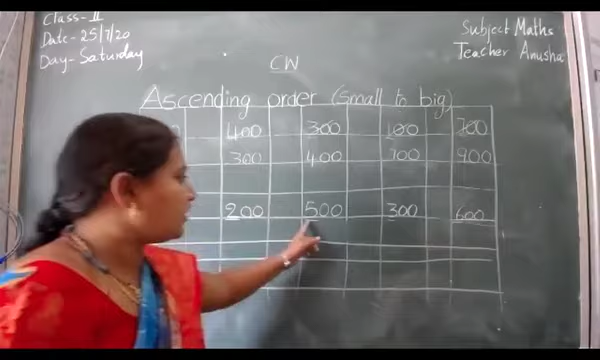 Class-II
Date-25/7/20
Day-Saturday
Subject Maths
Teacher Anusha
CW
Ascending order (small to big)
400 300 100 200
300 400 700 900
200 500 300 600